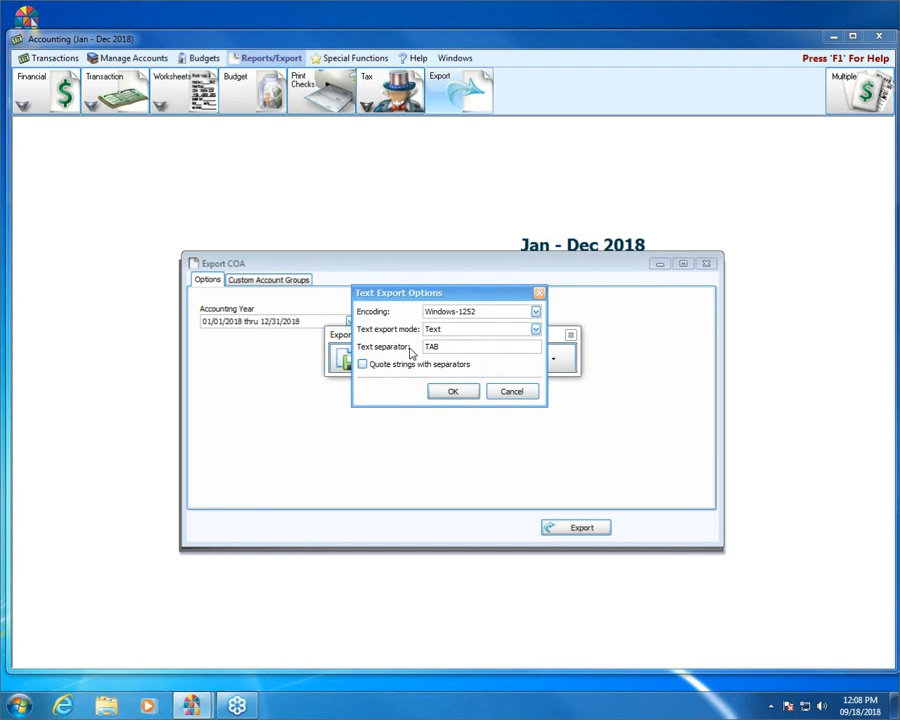 Accounting (Jan - Dec 2018)
Transactions Manage Accounts Budgets Reports/Export Special Functions Help Windows Press 'F1' For Help
Financial Transaction Worksheets Budget Print Checks Tax Export Multiple
Jan - Dec 2018
Export COA
Options Custom Account Groups
Text Export Options
Accounting Year
Encoding: Windows-1252
01/01/2018 thru 12/31/2018
Text export mode: Text
Export
Text separator: TAB
Quote strings with separators
OK Cancel
Export
12:08 PM
09/18/2018